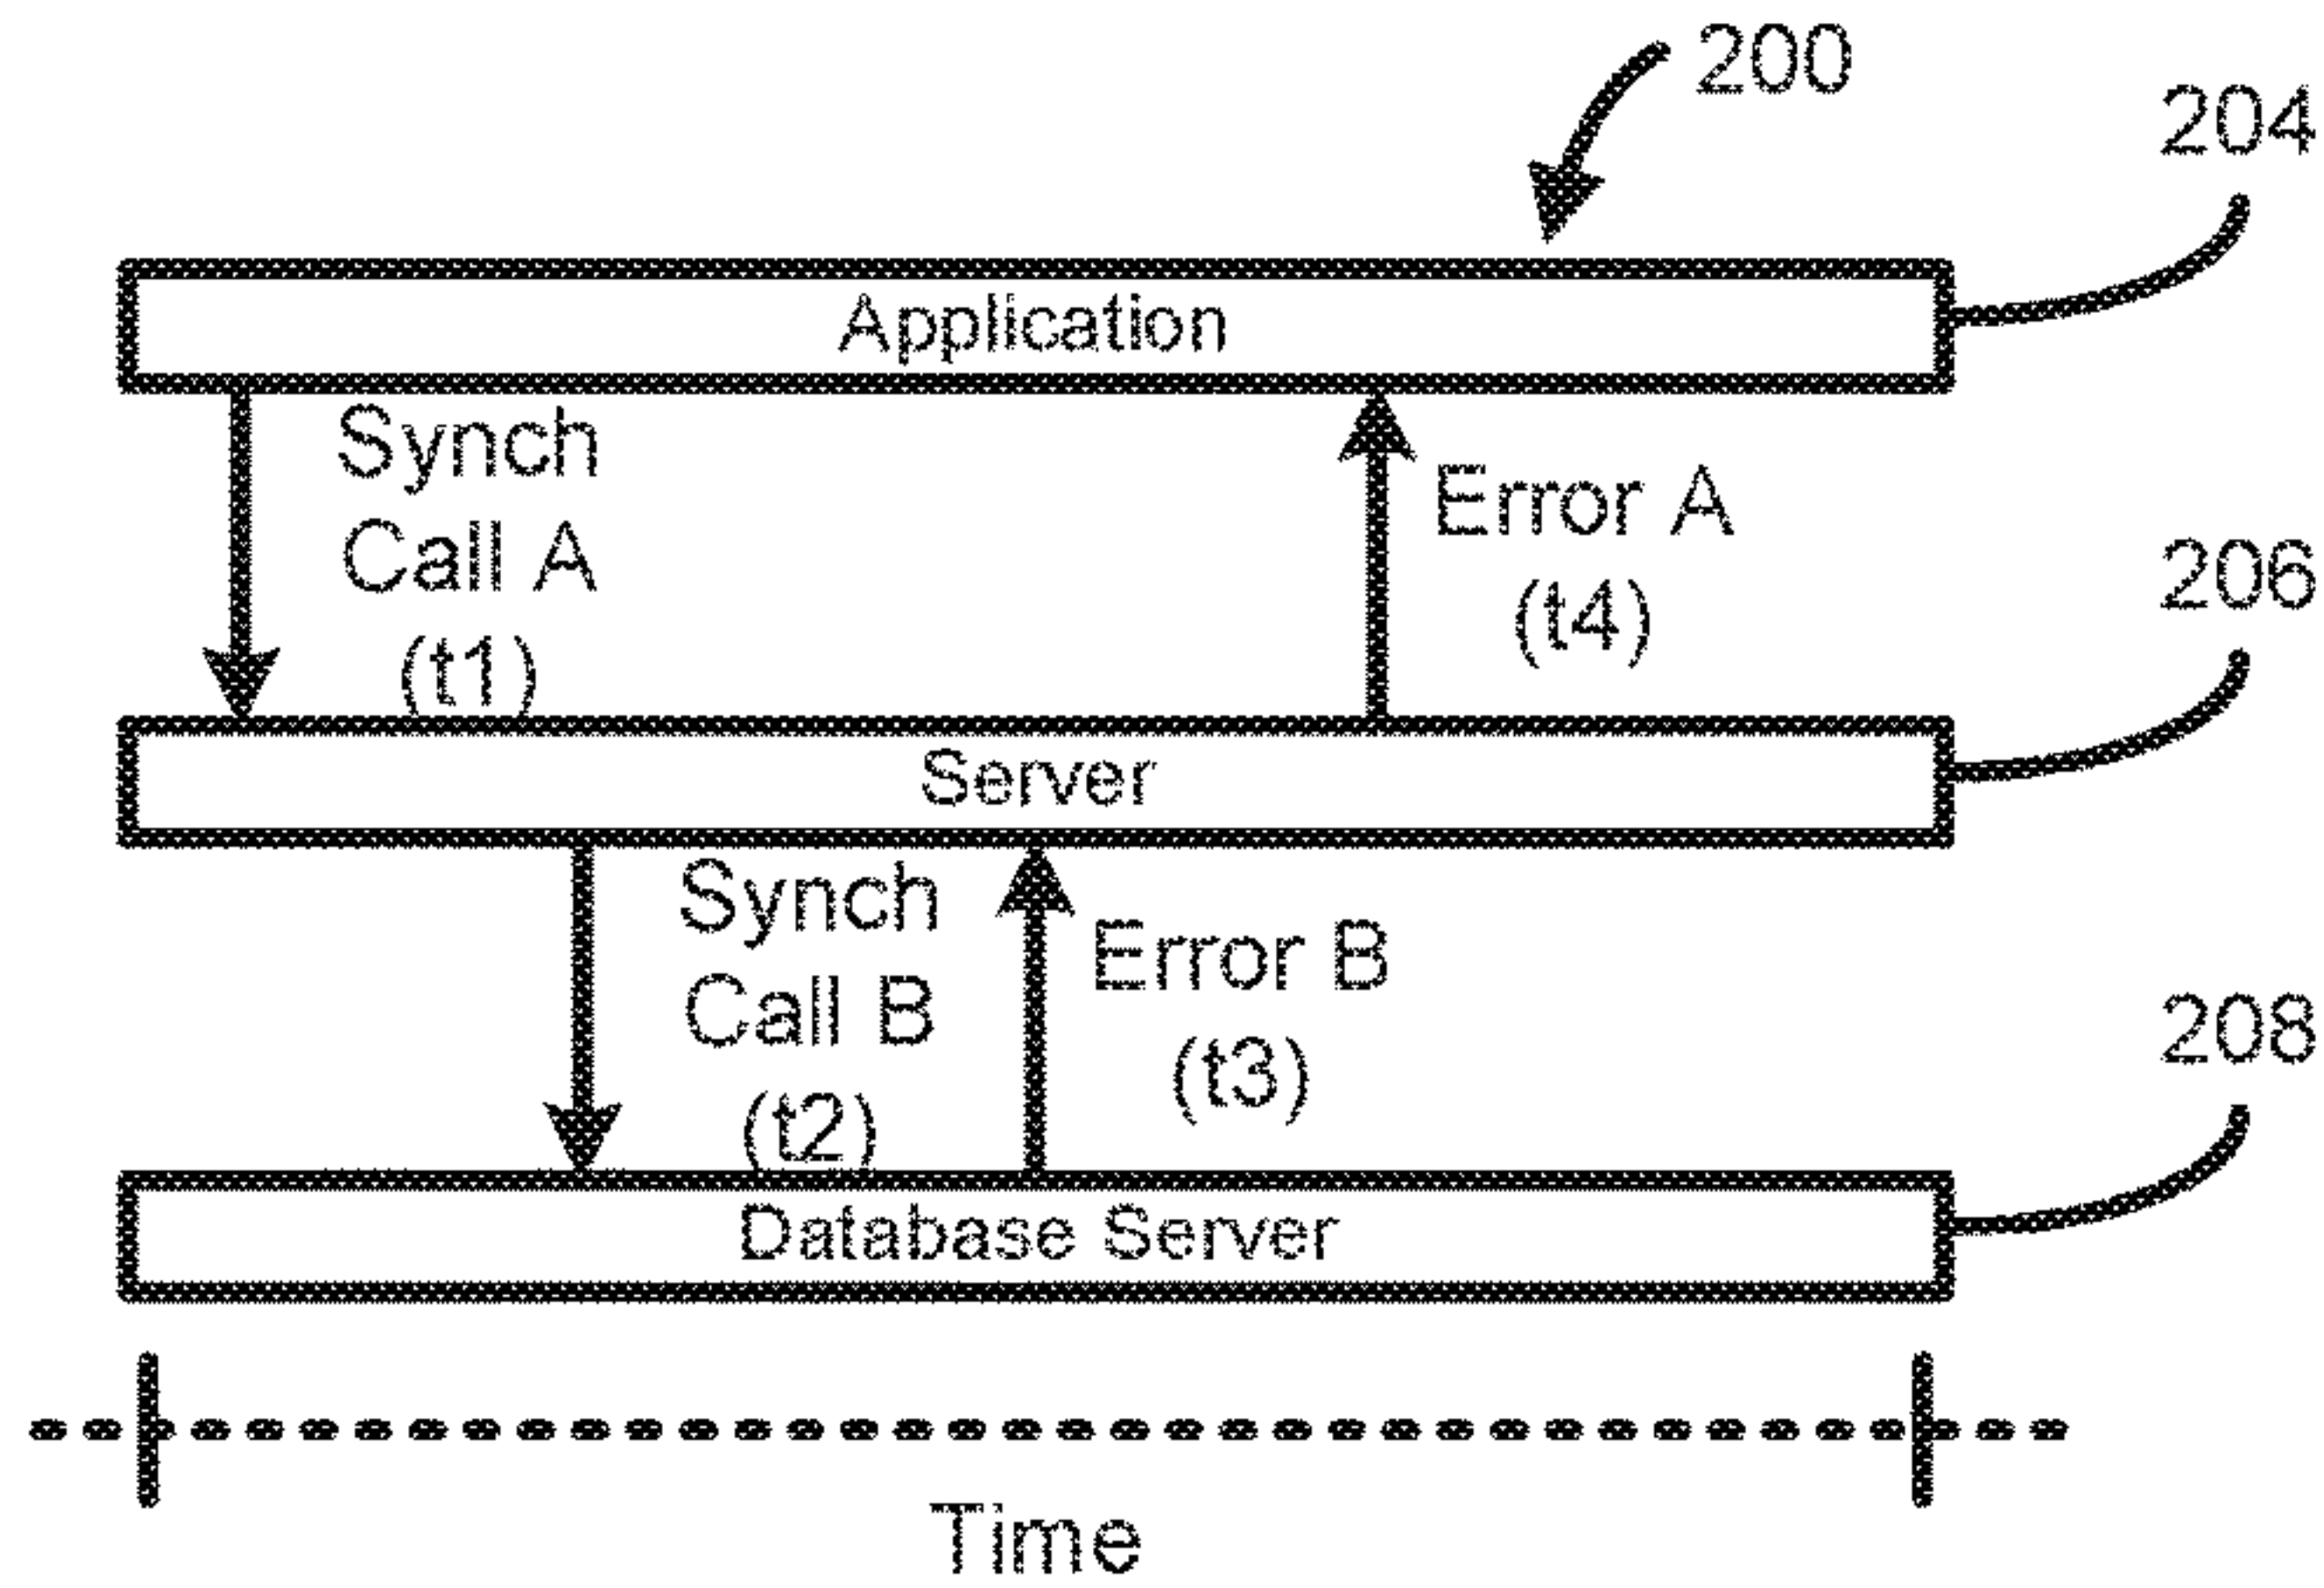 200
204
Application
Synch
Call A
(t1)
Error A
(t4)
206
Server
Synch
Call B
(t2)
Error B
(t3)
208
Database Server
Time